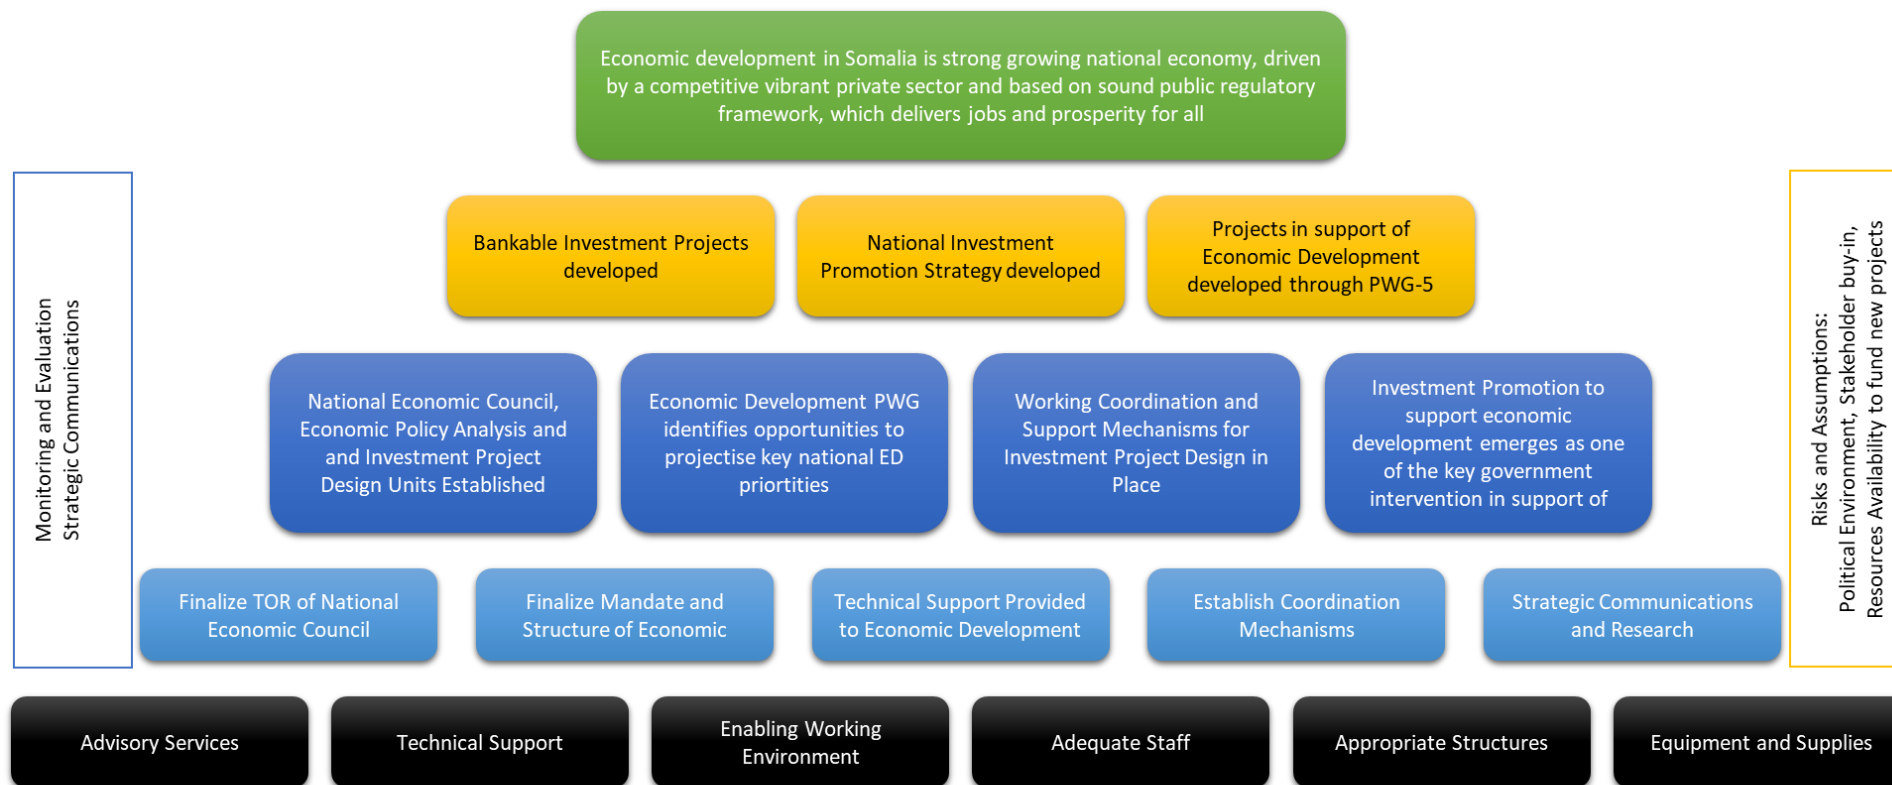 Economic development in Somalia is strong growing national economy, driven
by a competitive vibrant private sector and based on sound public regulatory
framework, which delivers jobs and prosperity for all
Monitoring and Evaluation
Strategic Communications
Bankable Investment Projects
developed
National Investment
Promotion Strategy developed
Projects in support of
Economic Development
developed through PWG-5
Risks and Assumptions:
Political Environment, Stakeholder buy-in,
Resources Availability to fund new projects
National Economic Council,
Economic Policy Analysis and
and Investment Project
Design Units Established
Economic Development PWG
identifies opportunities to
projectise key national ED
priortities
Working Coordination and
Support Mechanisms for
Investment Project Design in
Place
Investment Promotion to
support economic
development emerges as one
of the key government
intervention in support of
Finalize TOR of National
Economic Council
Finalize Mandate and
Structure of Economic
Technical Support Provided
to Economic Development
Establish Coordination
Mechanisms
Strategic Communications
and Research
Advisory Services
Technical Support
Enabling Working
Environment
Adequate Staff
Appropriate Structures
Equipment and Supplies